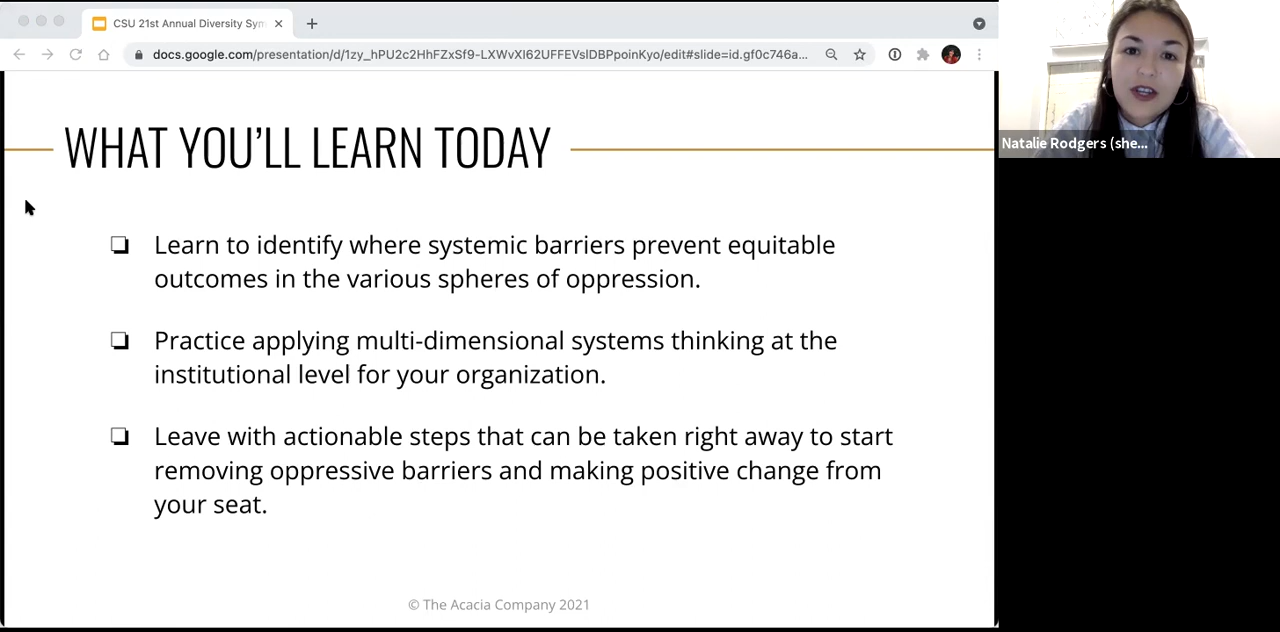 CSU 21st Annual Diversity Sym
docs.google.com/presentation/d/1zy_hPU2c2HhFZxSf9-LXWvXI62UFFEVslDBPpoinKyo/edit#slide=id.gf0c746a...
Natalie Rodgers (she...
WHAT YOU'LL LEARN TODAY
Learn to identify where systemic barriers prevent equitable
outcomes in the various spheres of oppression.
Practice applying multi-dimensional systems thinking at the
institutional level for your organization.
Leave with actionable steps that can be taken right away to start
removing oppressive barriers and making positive change from
your seat.
© The Acacia Company 2021